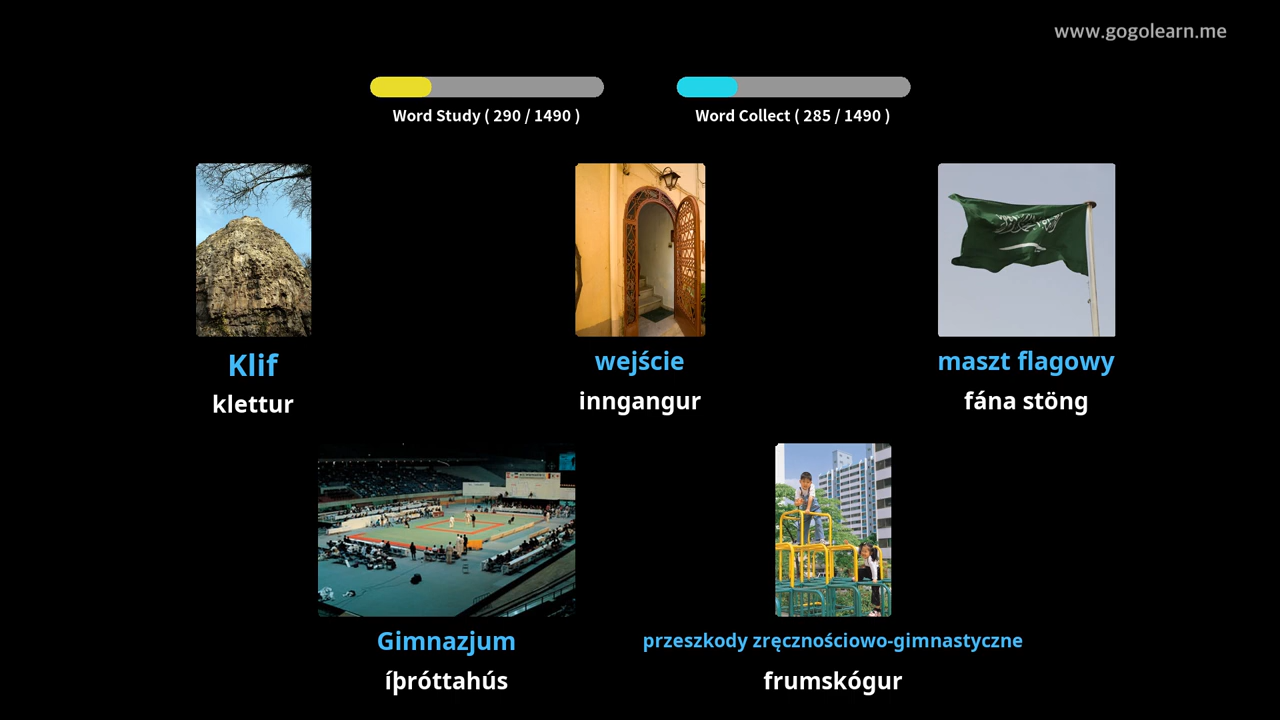 www.gogolearn.me
Word Study ( 290 / 1490 )
Word Collect ( 285 / 1490 )
Klif
klettur
wejście
inngangur
maszt flagowy
fána stöng
Gimnazjum
íþróttahús
przeszkody zręcznościowo-gimnastyczne
frumskógur